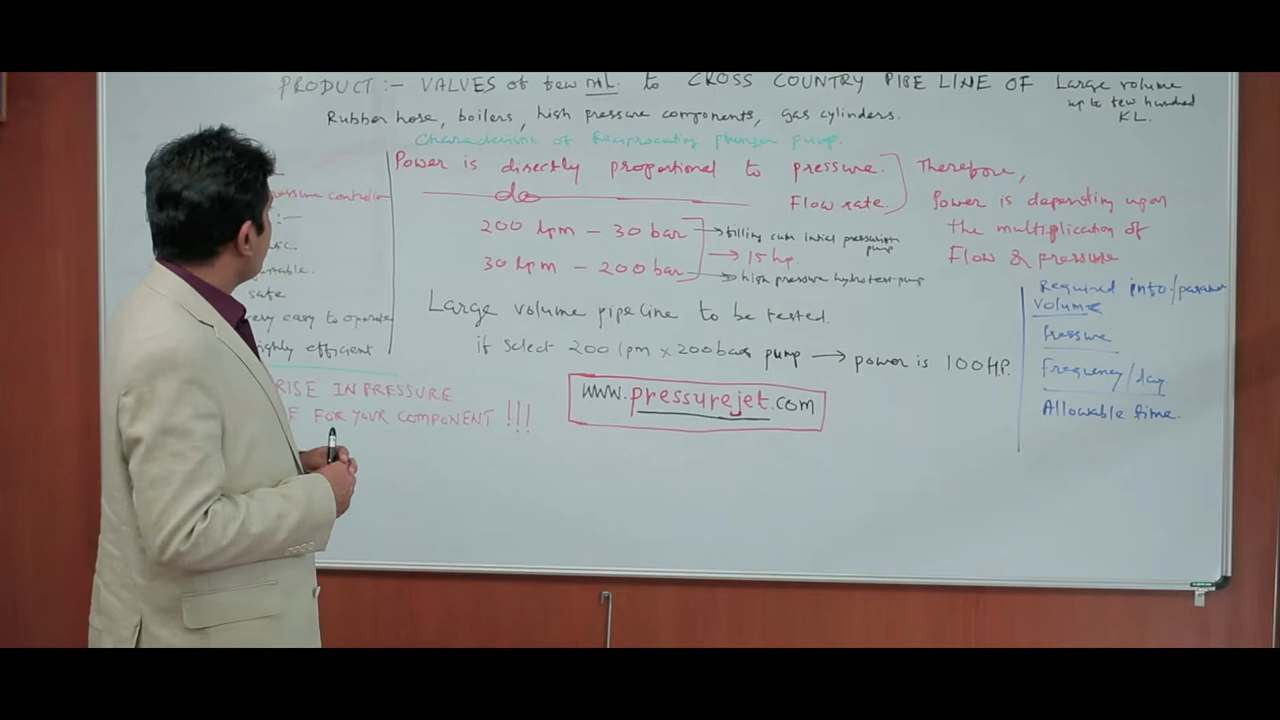 PRODUCT :- VALVES of few mL. to CROSS COUNTRY PIPE LINE OF Large volume
up to few hundred
KL.
Rubber hose, boilers, high pressure components, gas cylinders.
Characteristic of Reciprocating plunger pump.
Power is directly proportional to pressure.
do Flow rate.
Therefore,
Power is depending upon
the multiplication of
Flow & pressure
pressure controller
:-
200 lpm - 30 bar → filling cum initial pressurisation
pump
→ 15 hp.
30 lpm - 200 bar → high pressure hydrotest pump
safe
very easy to operate
highly efficient
Large volume pipeline to be tested.
if select 200 lpm x 200 bar pump → power is 100 H.P.
Required info./
Volume
Pressure
Frequency/day
Allowable time.
RISE IN PRESSURE
FOR YOUR COMPONENT !!!
www.pressurejet.com